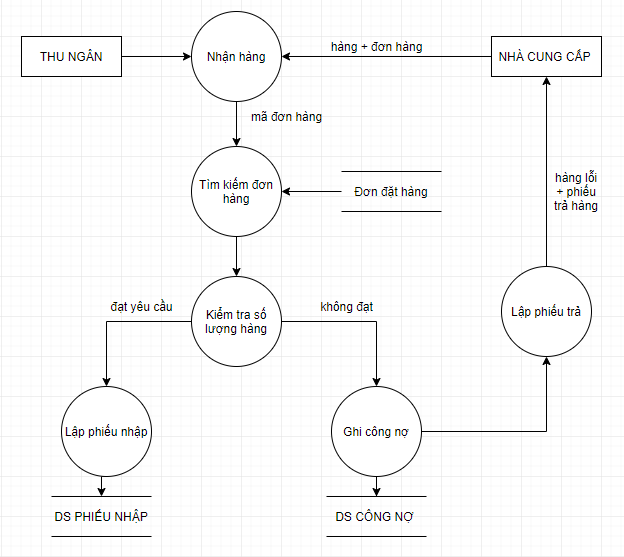 THU NGÂN
Nhận hàng
hàng + đơn hàng
NHÀ CUNG CẤP
mã đơn hàng
Tìm kiếm đơn
hàng
Đơn đặt hàng
hàng lỗi
+ phiếu
trả hàng
đạt yêu cầu
Kiểm tra số
lượng hàng
không đạt
Lập phiếu trả
Lập phiếu nhập
Ghi công nợ
DS PHIẾU NHẬP
DS CÔNG NỢ